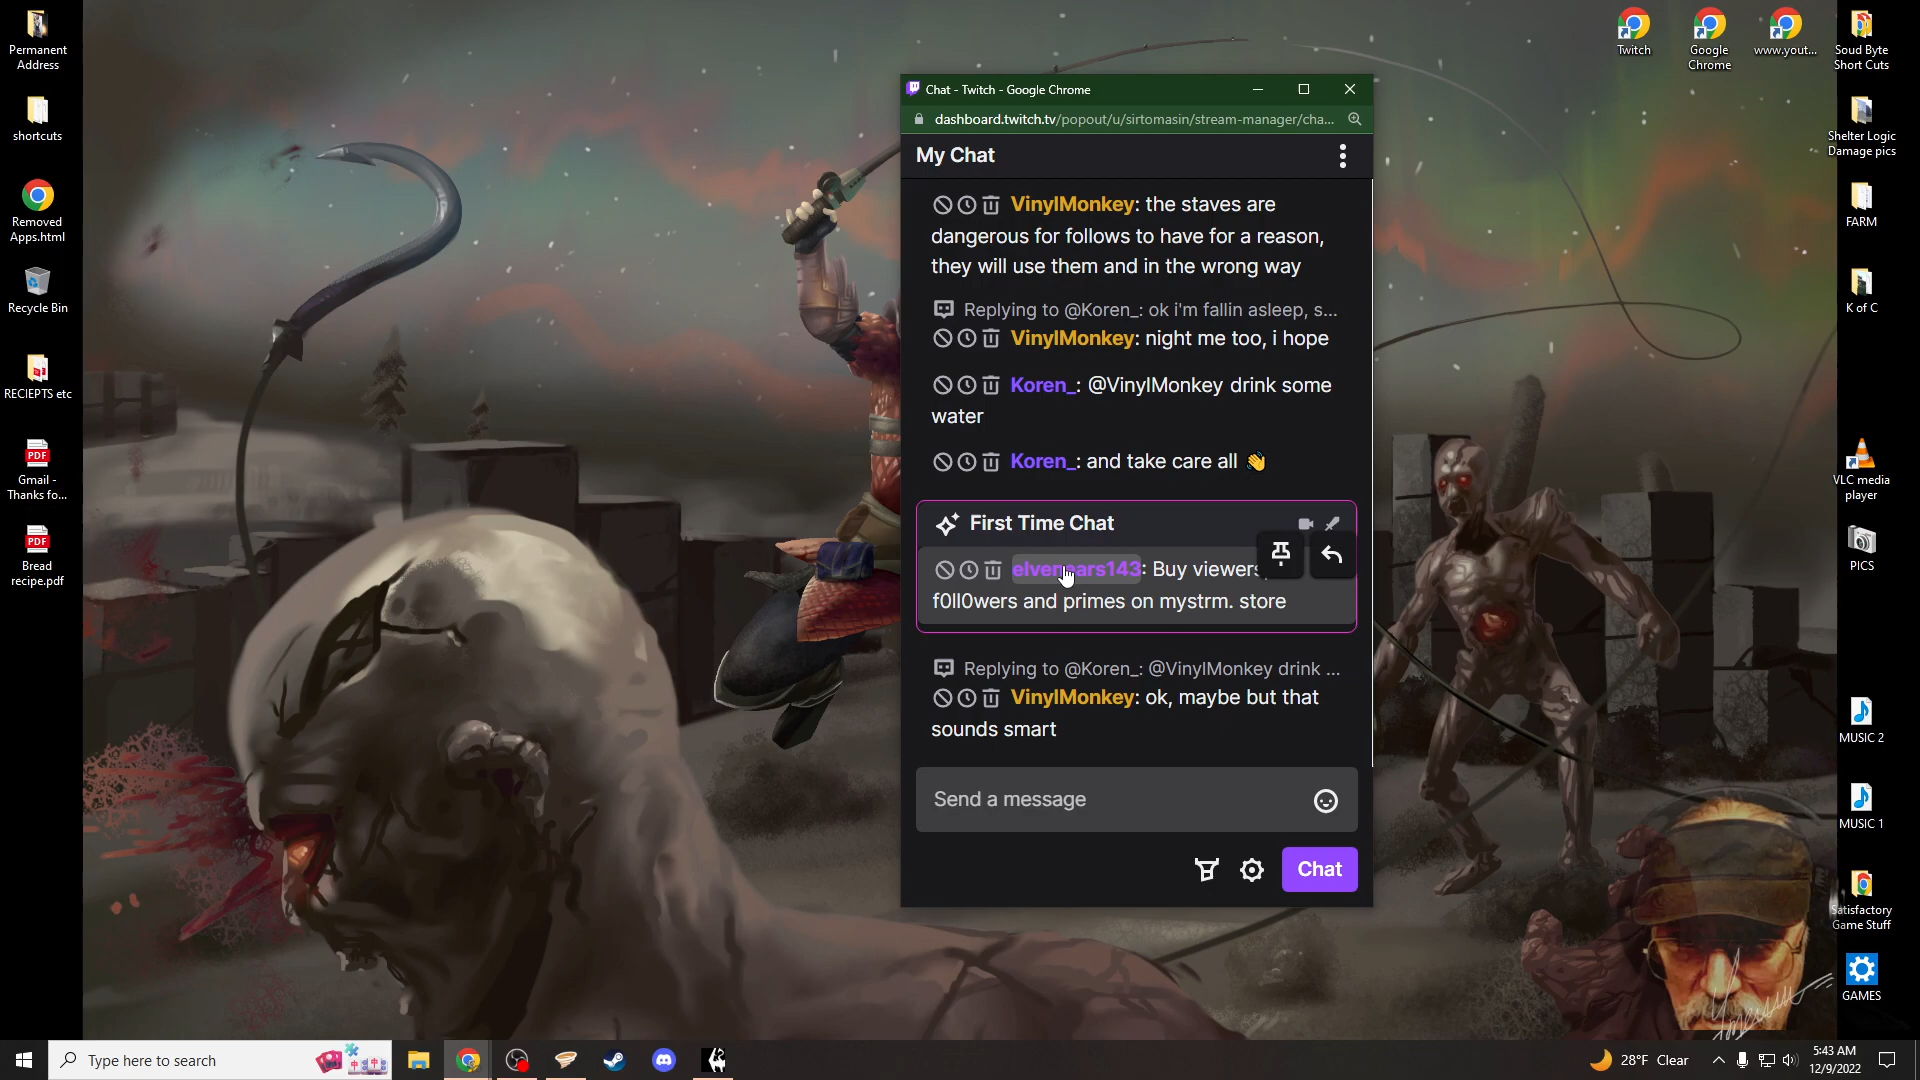 Permanent
Address
shortcuts
Removed
Apps.html
Recycle Bin
RECIEPTS etc
PDF
Gmail -
Thanks fo...
PDF
Bread
recipe.pdf
Twitch
Google
Chrome
www.yout...
Soud Byte
Short Cuts
Shelter Logic
Damage pics
FARM
K of C
VLC media
player
PICS
MUSIC 2
MUSIC 1
Satisfactory
Game Stuff
GAMES
Chat - Twitch - Google Chrome
dashboard.twitch.tv/popout/u/sirtomasin/stream-manager/cha...
My Chat
VinylMonkey: the staves are
dangerous for follows to have for a reason,
they will use them and in the wrong way
Replying to @Koren_: ok i'm fallin asleep, s...
VinylMonkey: night me too, i hope
Koren_: @VinylMonkey drink some
water
Koren_: and take care all 👋
First Time Chat
143: Buy viewers,
f0ll0wers and primes on mystrm. store
Replying to @Koren_: @VinylMonkey drink ...
VinylMonkey: ok, maybe but that
sounds smart
Send a message
Chat
Type here to search
28°F Clear
5:43 AM
12/9/2022